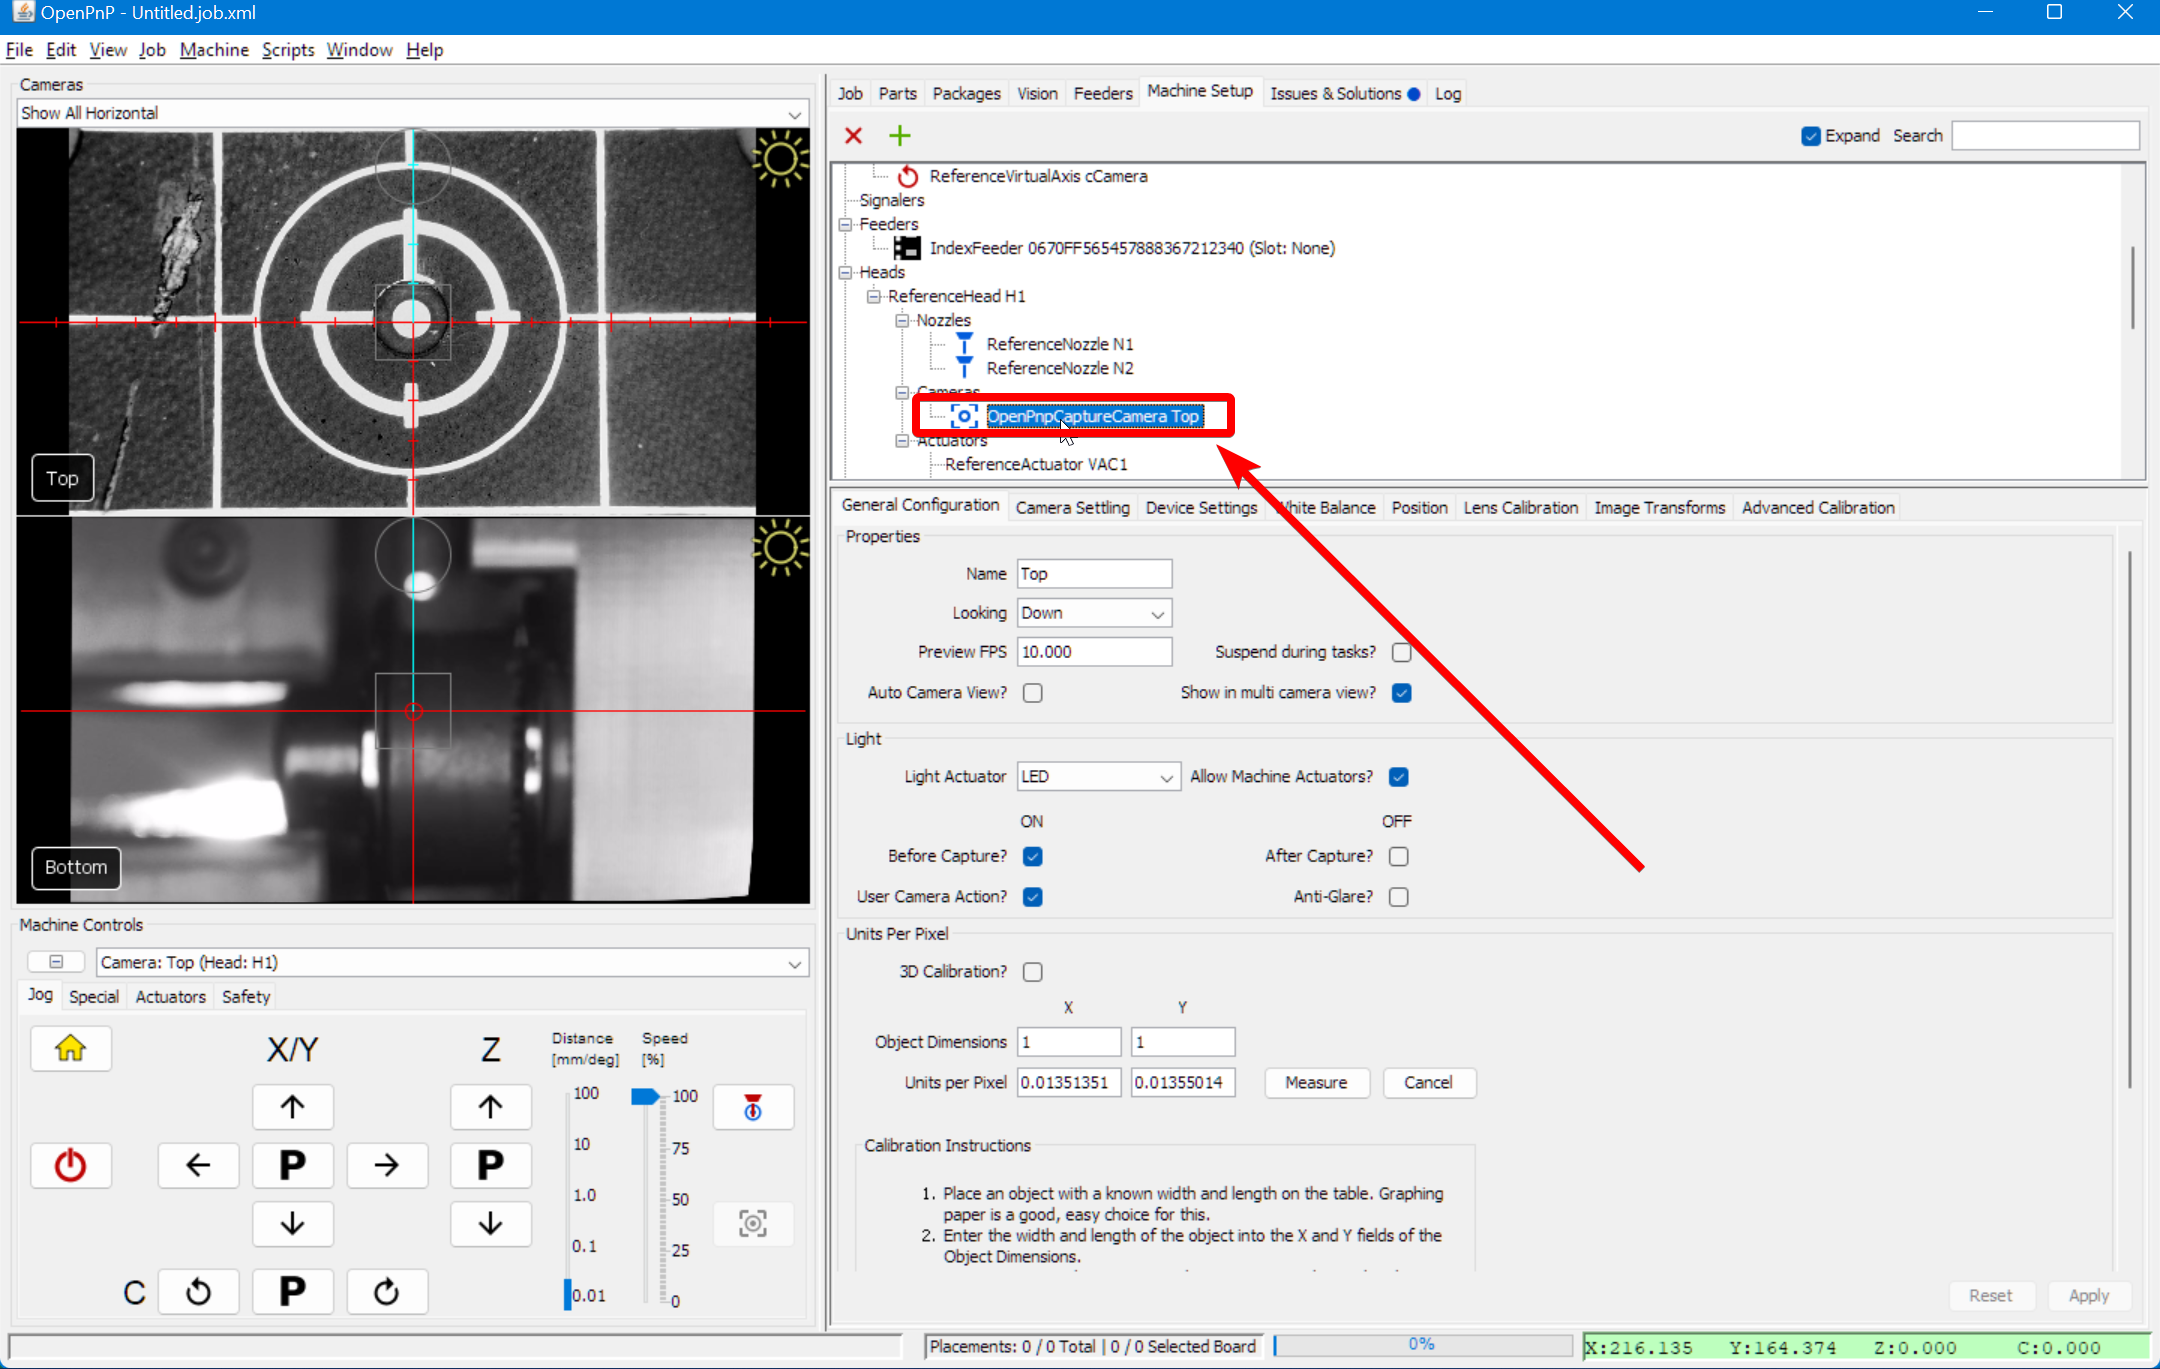 OpenPnP - Untitled.job.xml
File Edit View Job Machine Scripts Window Help
Cameras
Show All Horizontal
Top
Bottom
Machine Controls
Camera: Top (Head: H1)
Jog Special Actuators Safety
X/Y Z
Distance [mm/deg]
Speed [%]
100
10
1.0
0.1
0.01
100
75
50
25
0
P P
C P
Job Parts Packages Vision Feeders Machine Setup Issues & Solutions Log
Expand Search
ReferenceVirtualAxis cCamera
Signalers
Feeders
IndexFeeder 0670FF565457888367212340 (Slot: None)
Heads
ReferenceHead H1
Nozzles
ReferenceNozzle N1
ReferenceNozzle N2
Cameras
OpenPnpCaptureCamera Top
Actuators
ReferenceActuator VAC1
General Configuration Camera Settling Device Settings White Balance Position Lens Calibration Image Transforms Advanced Calibration
Properties
Name Top
Looking Down
Preview FPS 10.000 Suspend during tasks?
Auto Camera View? Show in multi camera view?
Light
Light Actuator LED Allow Machine Actuators?
ON OFF
Before Capture? After Capture?
User Camera Action? Anti-Glare?
Units Per Pixel
3D Calibration?
X Y
Object Dimensions 1 1
Units per Pixel 0.01351351 0.01355014 Measure Cancel
Calibration Instructions
1. Place an object with a known width and length on the table. Graphing
paper is a good, easy choice for this.
2. Enter the width and length of the object into the X and Y fields of the
Object Dimensions.
Reset Apply
Placements: 0 / 0 Total | 0 / 0 Selected Board 0% X:216.135 Y:164.374 Z:0.000 C:0.000